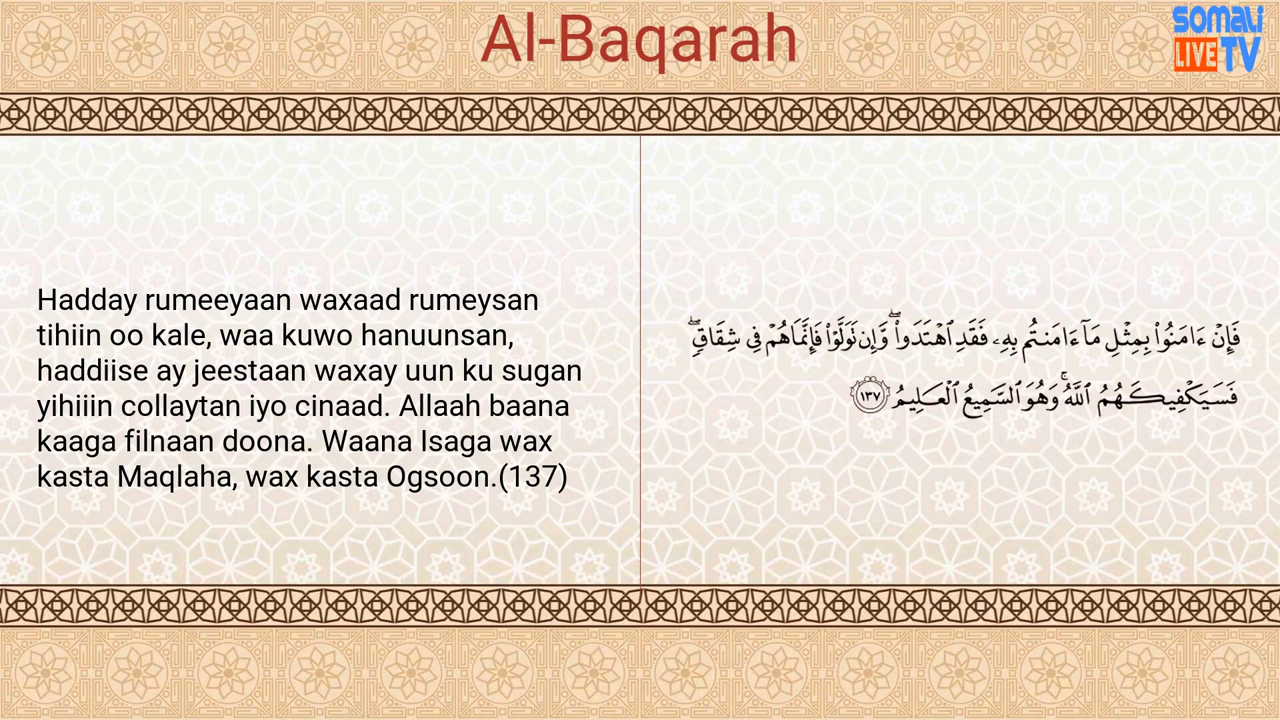 Al-Baqarah
SOMALI
LIVE TV
Hadday rumeeyaan waxaad rumeysan
tihiin oo kale, waa kuwo hanuunsan,
haddiise ay jeestaan waxay uun ku sugan
yihiiin collaytan iyo cinaad. Allaah baana
kaaga filnaan doona. Waana Isaga wax
kasta Maqlaha, wax kasta Ogsoon.(137)
فَإِنْ ءَامَنُوا۟ بِمِثْلِ مَآ ءَامَنتُم بِهِۦ فَقَدِ ٱهْتَدَوا۟ ۖ وَّإِن نَوَلَّوْا۟ فَإِنَّمَا هُمْ فِى شِقَاقٍ ۖ
فَسَيَكْفِيكَهُمُ ٱللَّهُ ۚ وَهُوَ ٱلسَّمِيعُ ٱلْعَلِيمُ ١٣٧